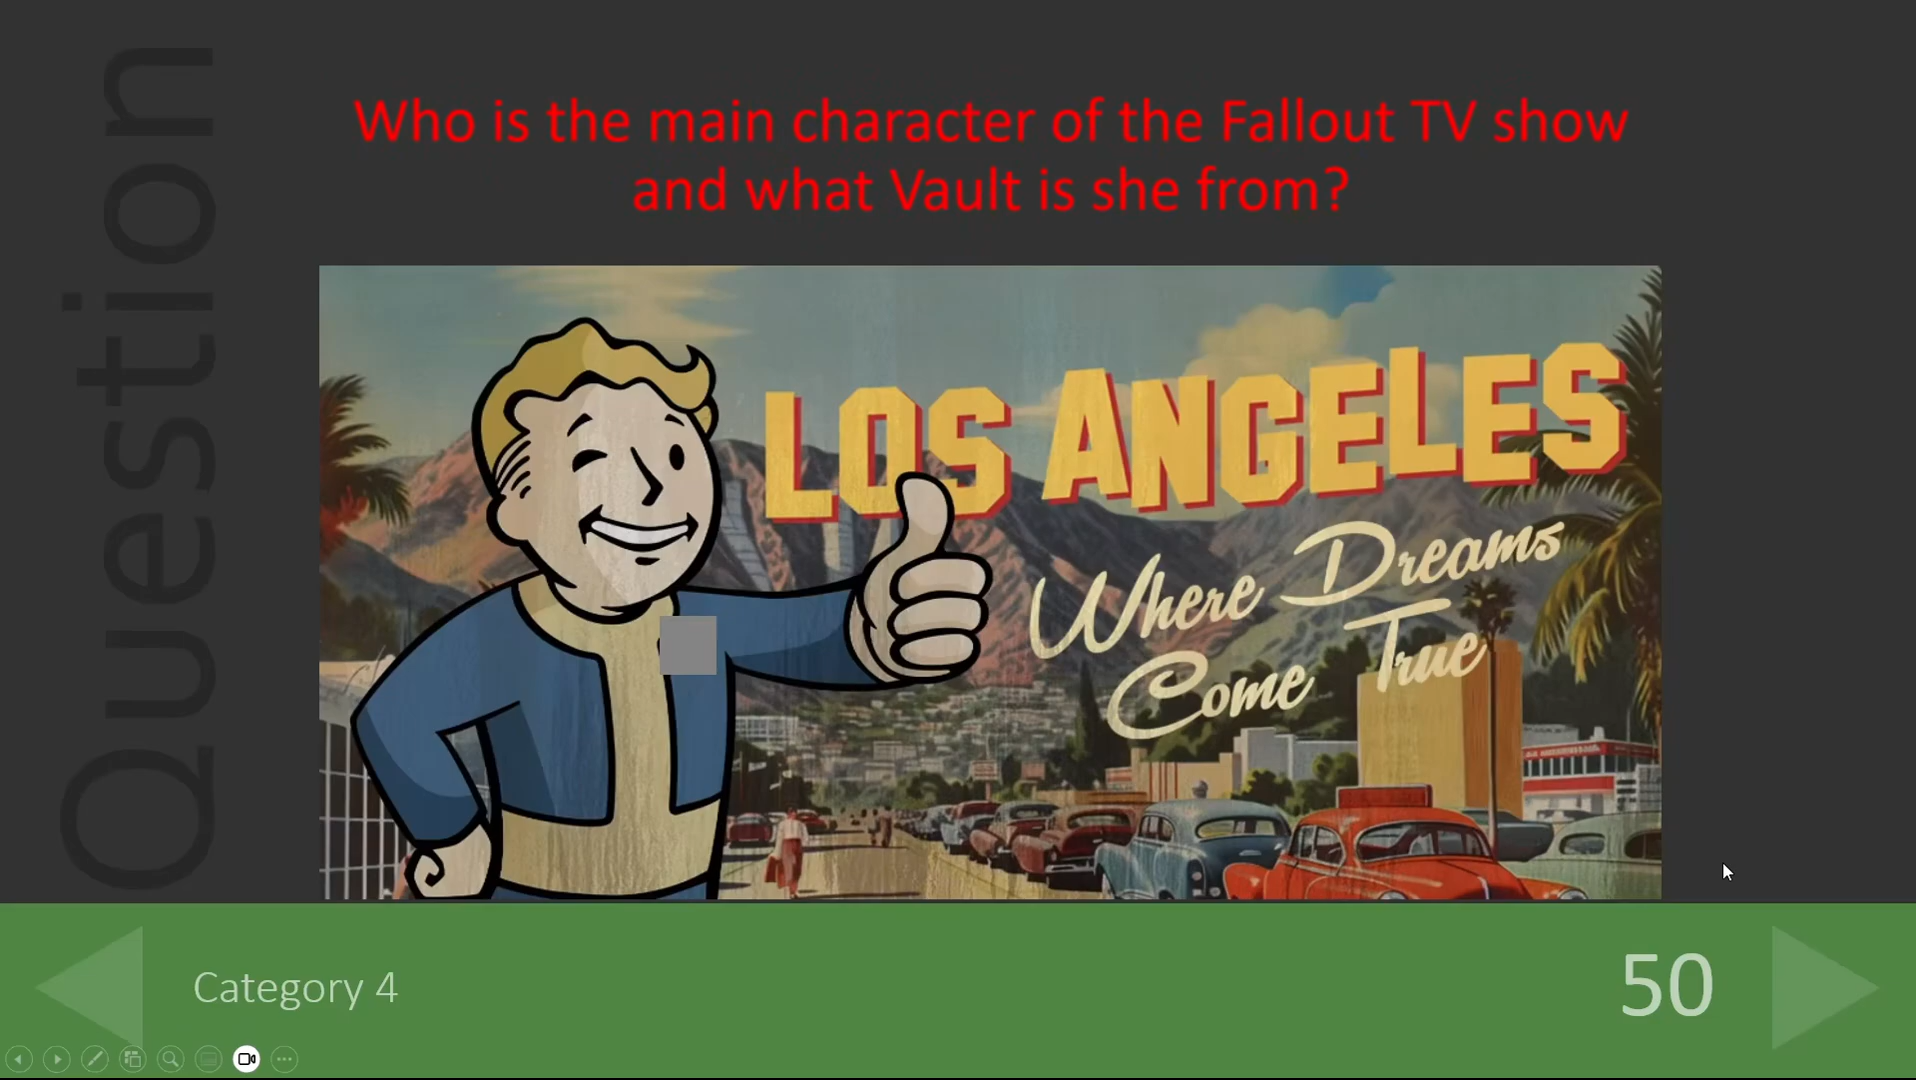 Question
Who is the main character of the Fallout TV show
and what Vault is she from?
LOS ANGELES
Where Dreams
Come True
Category 4
50